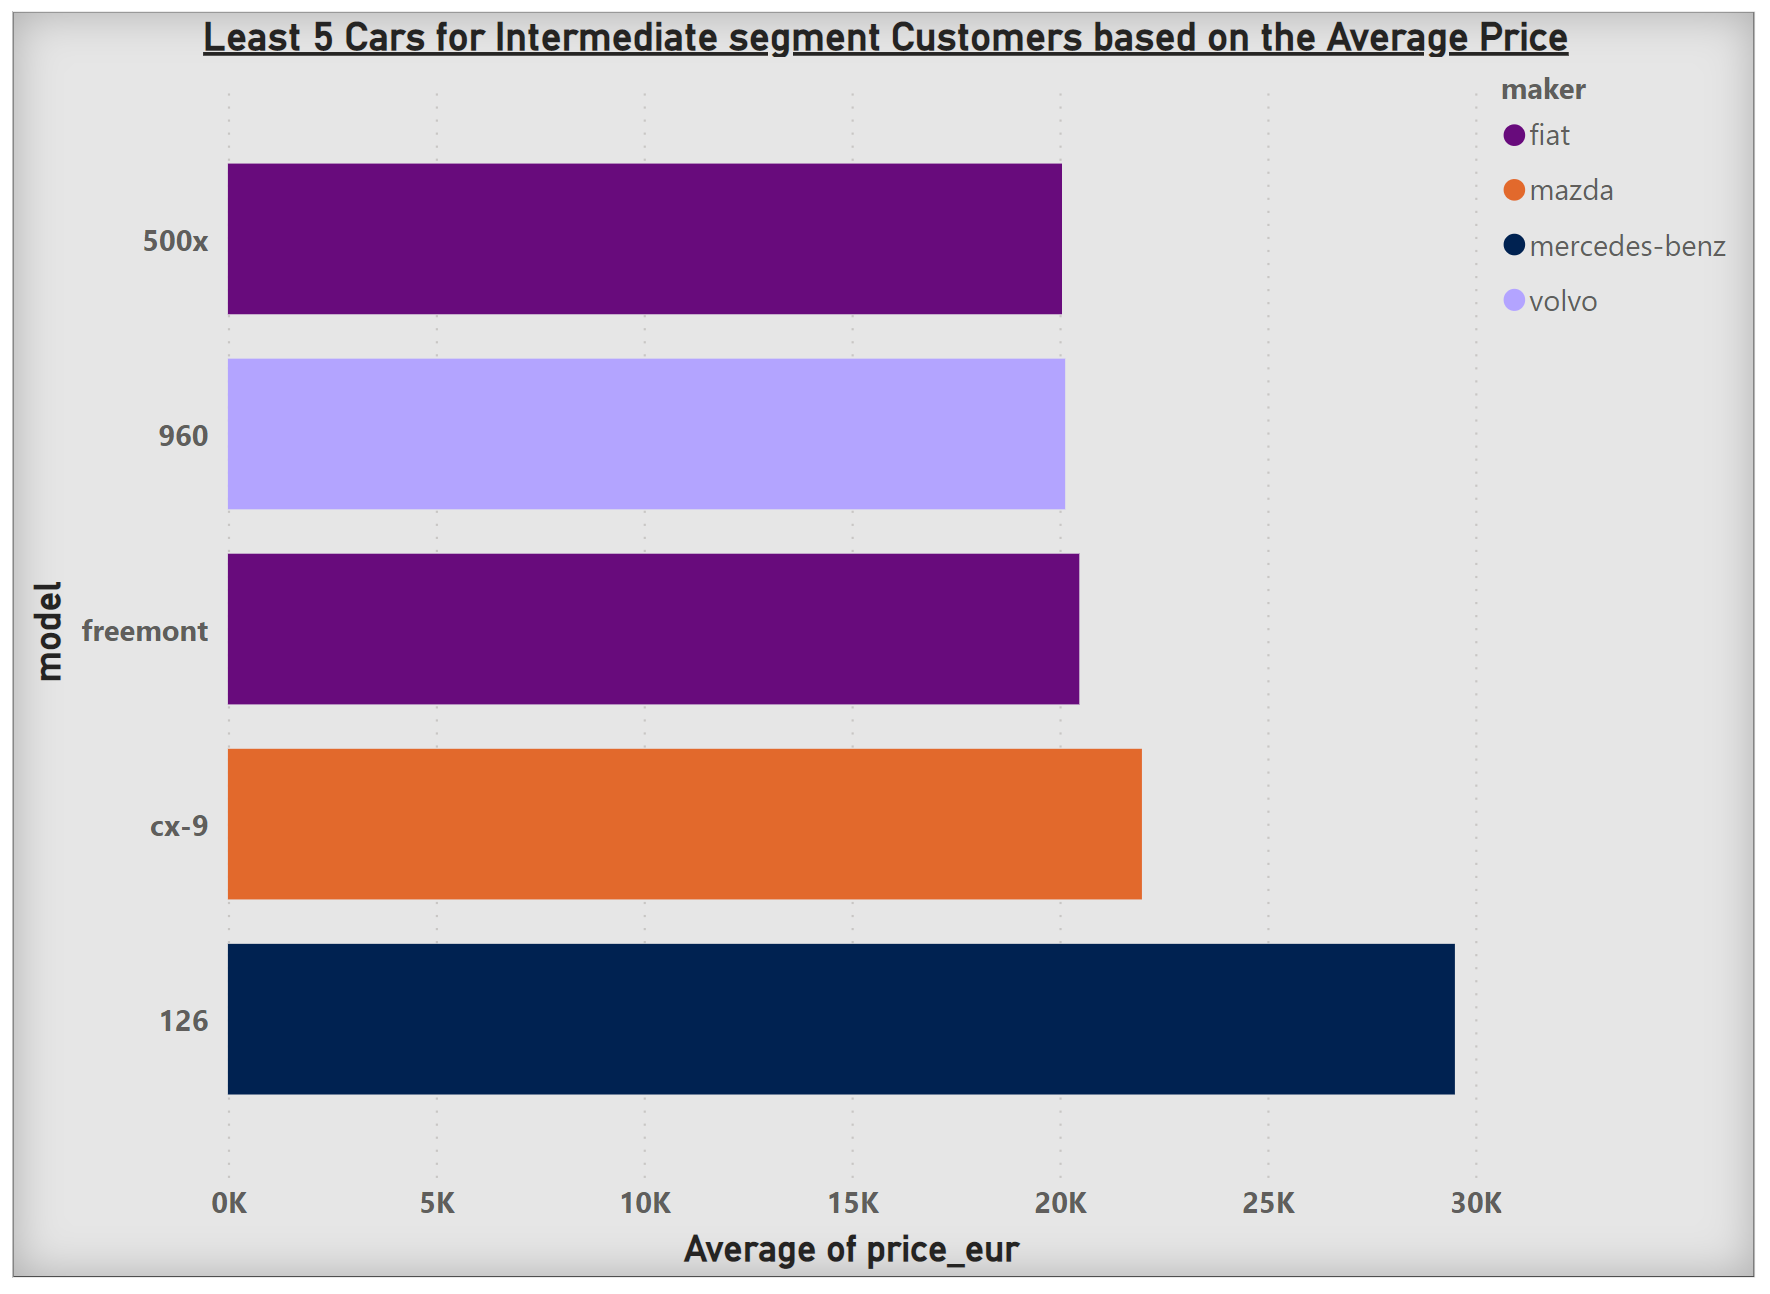 Least 5 Cars for Intermediate segment Customers based on the Average Price
maker
fiat
mazda
mercedes-benz
volvo
model
500x
960
freemont
cx-9
126
0K 5K 10K 15K 20K 25K 30K
Average of price_eur